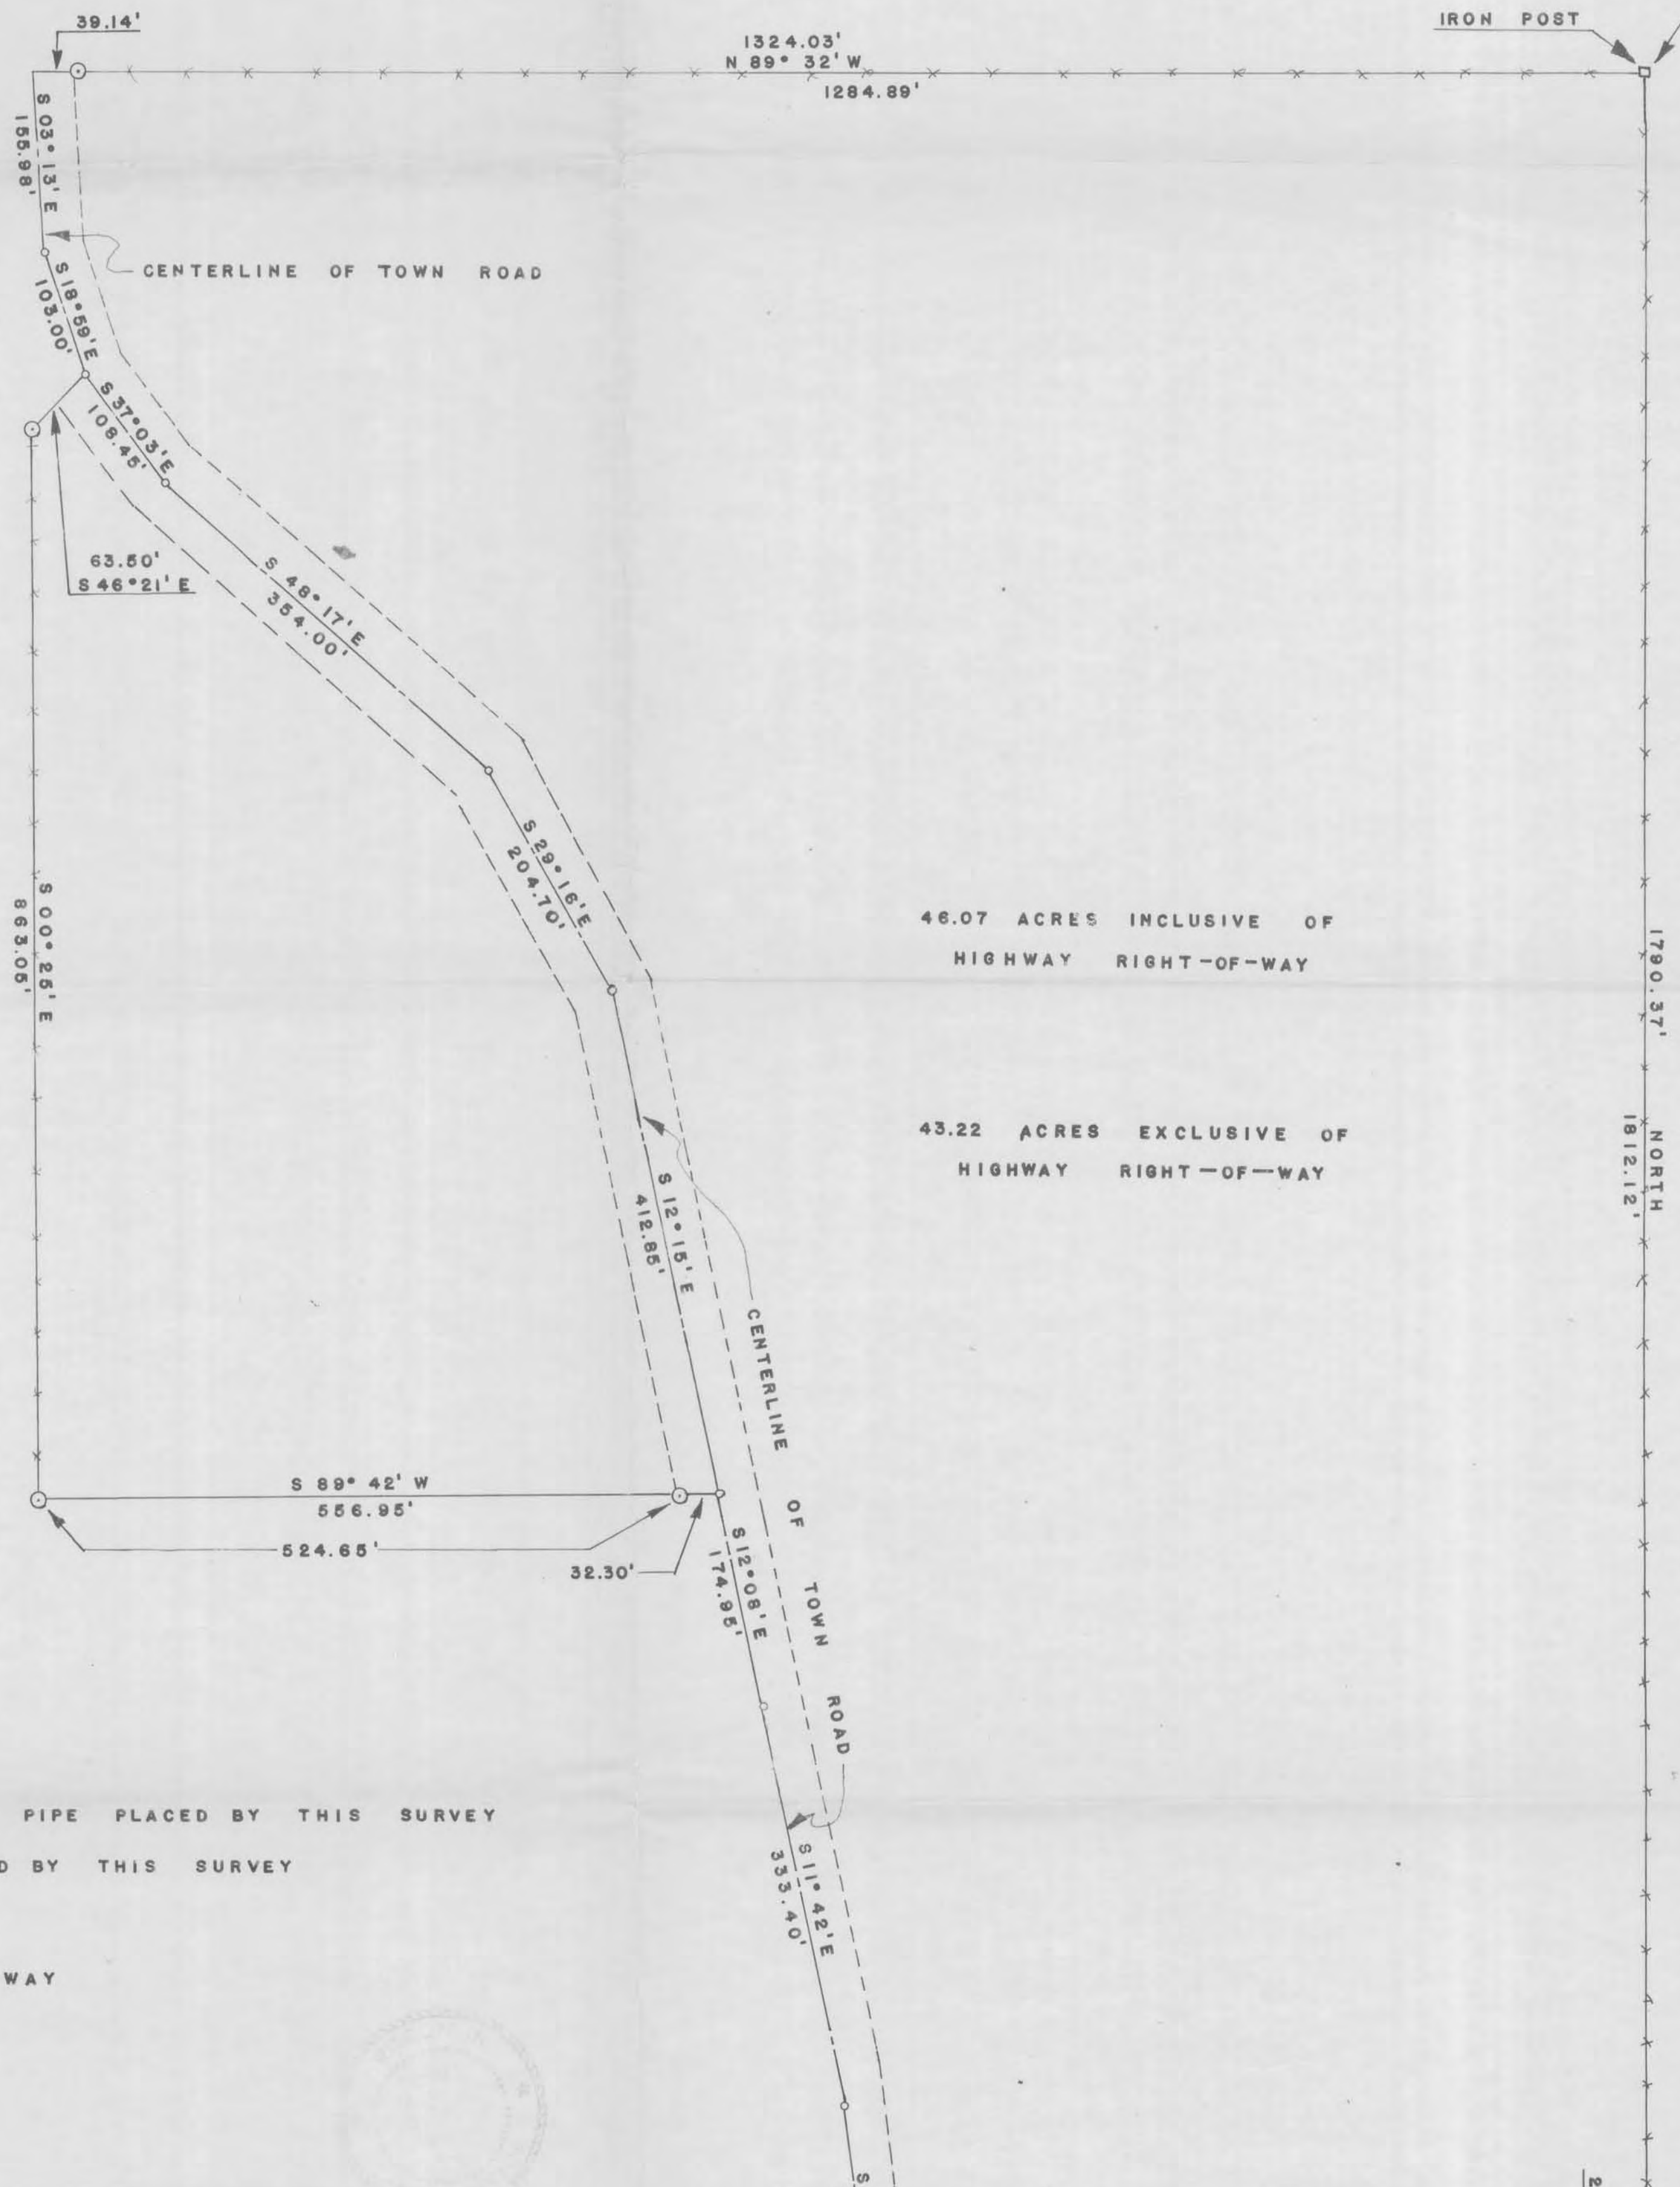 39.14'
1324.03'
N 89° 32' W
1284.89'
IRON POST
S 03° 13' E
155.98'
CENTERLINE OF TOWN ROAD
S 18° 59' E
103.00'
S 37° 03' E
108.45'
63.50'
S 46° 21' E
S 48° 17' E
354.00'
S 29° 16' E
204.70'
S 00° 25' E
863.05'
46.07 ACRES INCLUSIVE OF
HIGHWAY RIGHT-OF-WAY
1790.37'
NORTH
1812.12'
43.22 ACRES EXCLUSIVE OF
HIGHWAY RIGHT-OF-WAY
S 12° 15' E
412.85'
CENTERLINE OF TOWN ROAD
S 89° 42' W
556.95'
524.65'
32.30'
S 12° 08' E
174.95'
PIPE PLACED BY THIS SURVEY
D BY THIS SURVEY
S 11° 42' E
333.40'
WAY
S
2